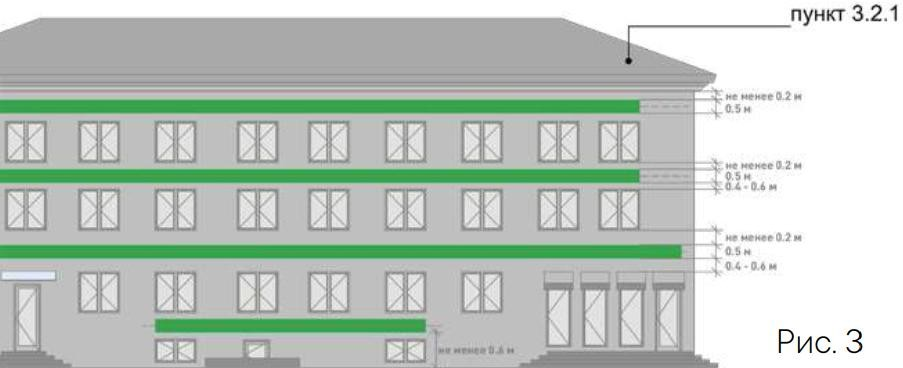 пункт 3.2.1
не менее 0.2 м
0.5 м
не менее 0.2 м
0.5 м
0.4 - 0.6 м
не менее 0.2 м
0.5 м
0.4 - 0.6 м
не менее 0.6 м
Рис. 3